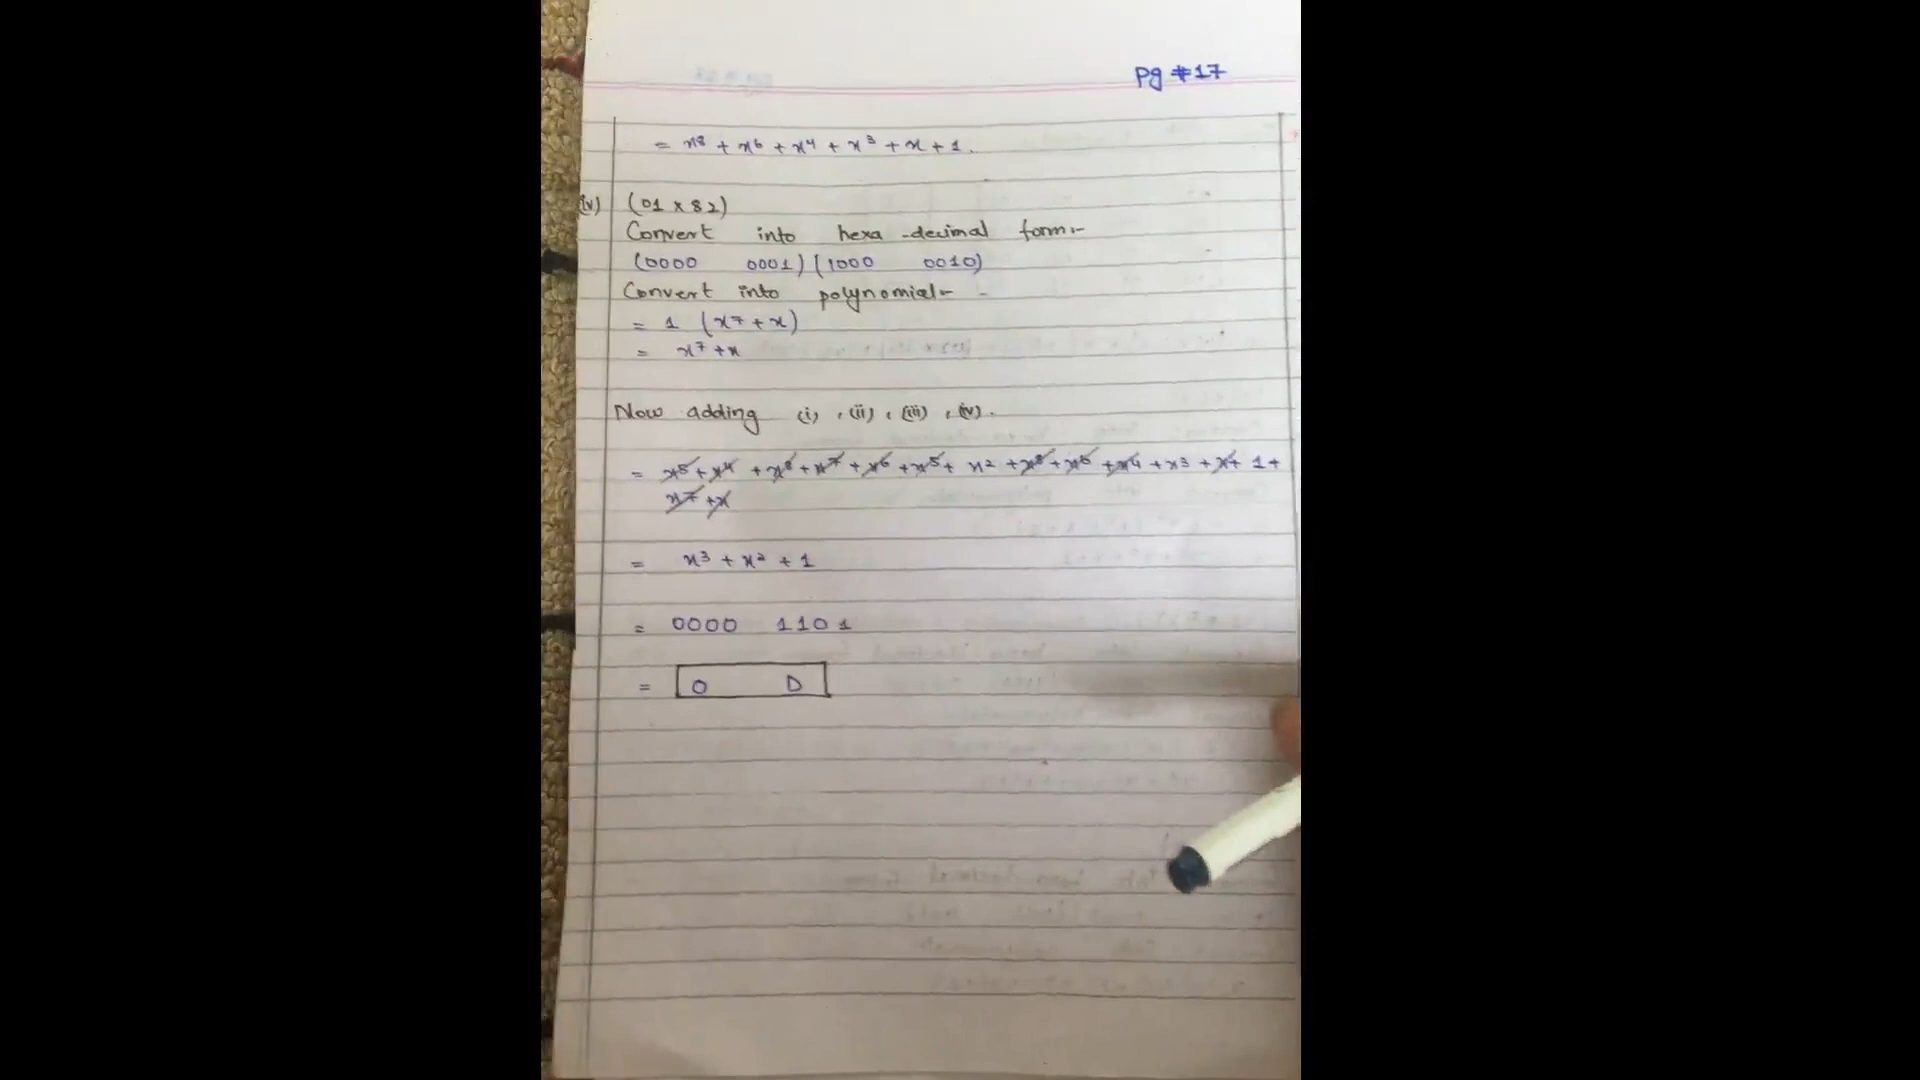 Pg #17
= x⁸ + x⁶ + x⁴ + x³ + x + 1.
(iv) (01 x 82)
Convert into hexa-decimal form:-
(0000 0001) (1000 0010)
Convert into polynomial:-
= 1 (x⁷ + x)
= x⁷ + x
Now adding (i), (ii), (iii), (iv).
= x⁵ + x⁴ + x⁸ + x⁷ + x⁶ + x⁵ + x² + x⁸ + x⁶ + x⁴ + x³ + x + 1 +
x⁷ + x
= x³ + x² + 1
= 0000 1101
= 0 D